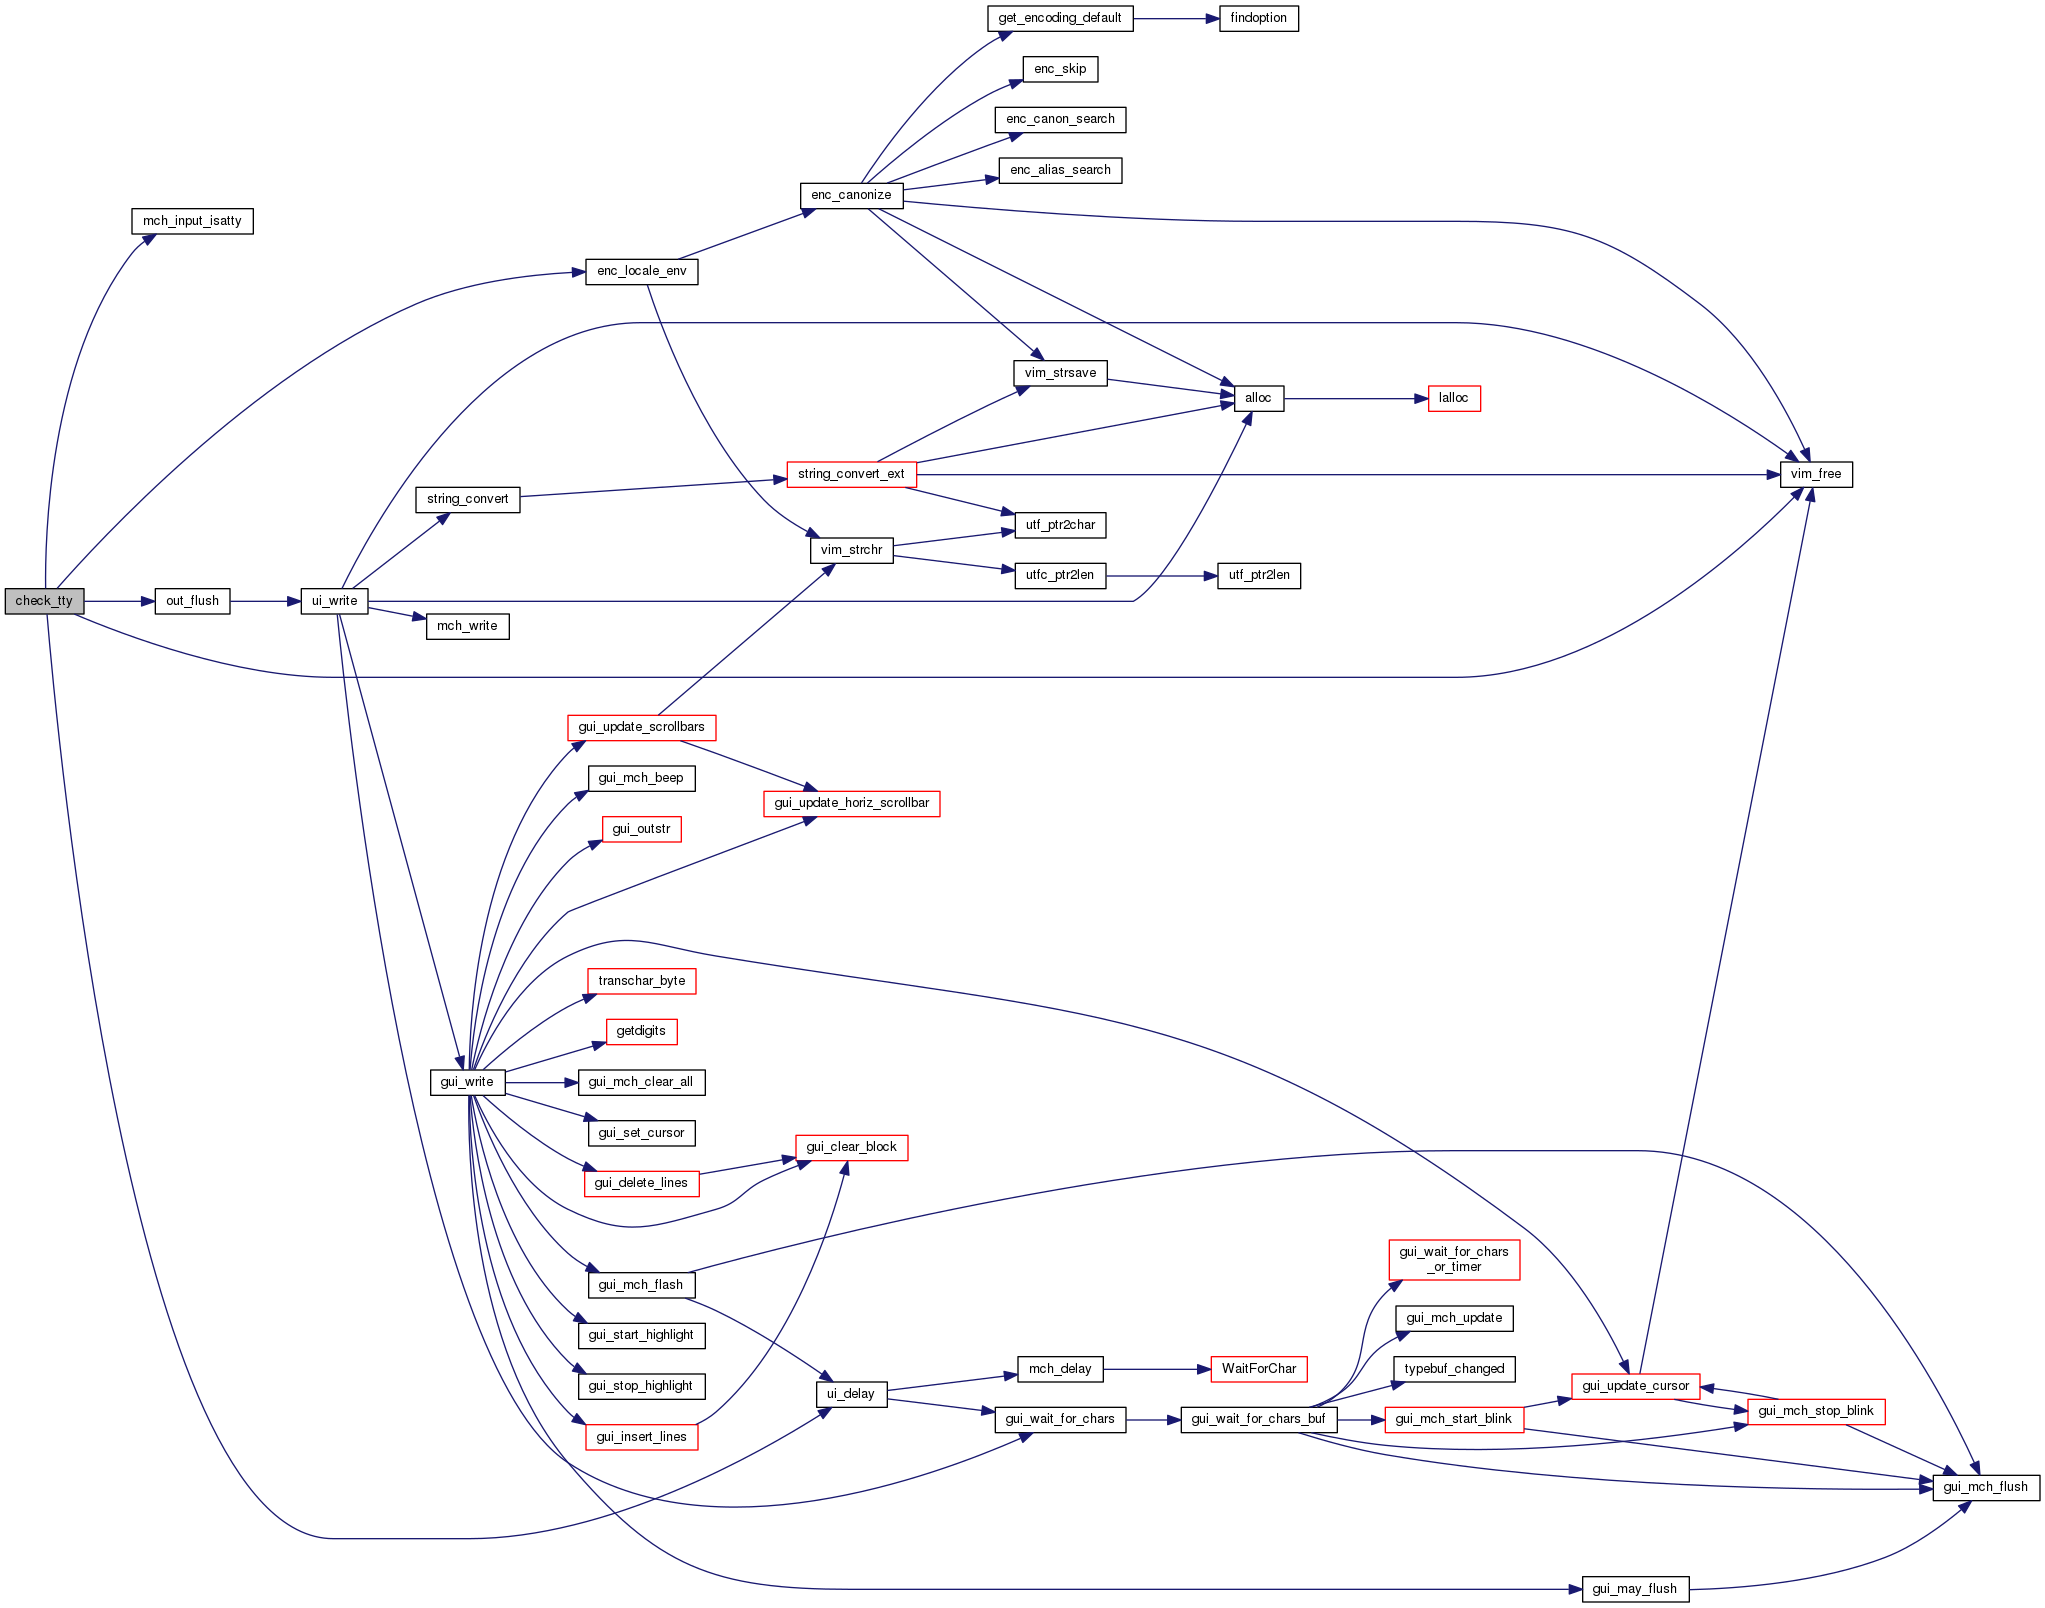 get_encoding_default
findoption
enc_skip
enc_canon_search
enc_alias_search
enc_canonize
mch_input_isatty
enc_locale_env
vim_strsave
alloc
lalloc
string_convert_ext
vim_free
string_convert
utf_ptr2char
vim_strchr
utfc_ptr2len
utf_ptr2len
check_tty
out_flush
ui_write
mch_write
gui_update_scrollbars
gui_mch_beep
gui_update_horiz_scrollbar
gui_outstr
transchar_byte
getdigits
gui_write
gui_mch_clear_all
gui_set_cursor
gui_clear_block
gui_delete_lines
gui_wait_for_chars
_or_timer
gui_mch_flash
gui_mch_update
gui_start_highlight
mch_delay
WaitForChar
typebuf_changed
gui_stop_highlight
ui_delay
gui_update_cursor
gui_mch_stop_blink
gui_wait_for_chars
gui_wait_for_chars_buf
gui_mch_start_blink
gui_insert_lines
gui_mch_flush
gui_may_flush